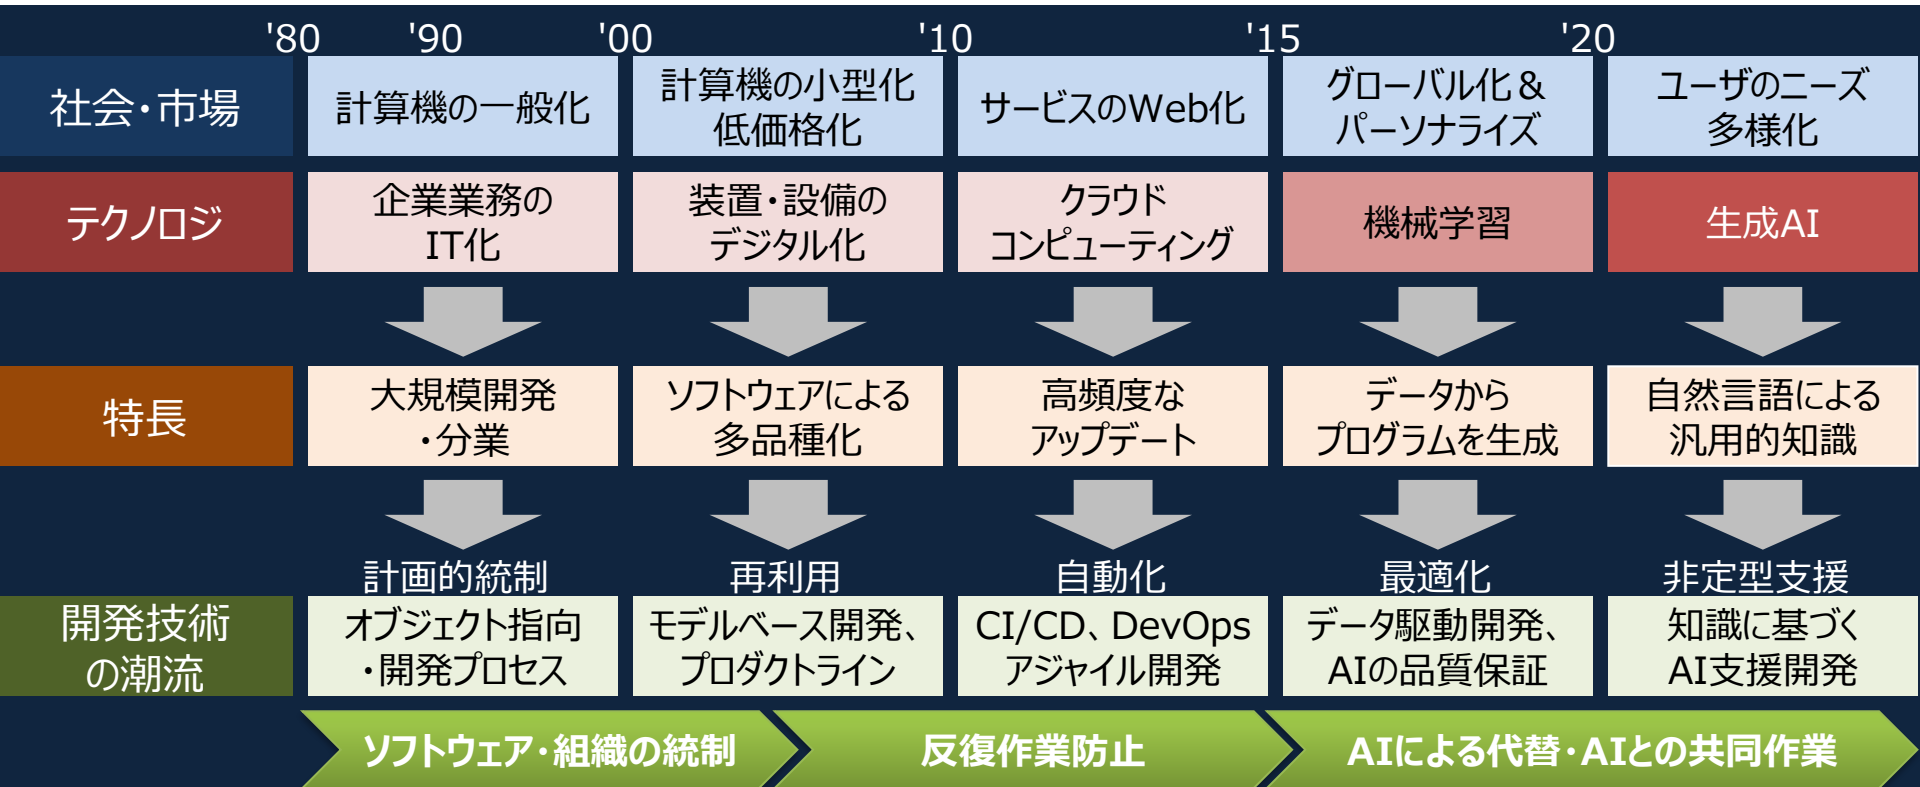 '80 '90 '00 '10 '15 '20
社会・市場
計算機の一般化
計算機の小型化
低価格化
サービスのWeb化
グローバル化＆
パーソナライズ
ユーザのニーズ
多様化
テクノロジ
企業業務の
IT化
装置・設備の
デジタル化
クラウド
コンピューティング
機械学習
生成AI
特長
大規模開発
・分業
ソフトウェアによる
多品種化
高頻度な
アップデート
データから
プログラムを生成
自然言語による
汎用的知識
計画的統制
再利用
自動化
最適化
非定型支援
開発技術
の潮流
オブジェクト指向
・開発プロセス
モデルベース開発、
プロダクトライン
CI/CD、DevOps
アジャイル開発
データ駆動開発、
AIの品質保証
知識に基づく
AI支援開発
ソフトウェア・組織の統制
反復作業防止
AIによる代替・AIとの共同作業